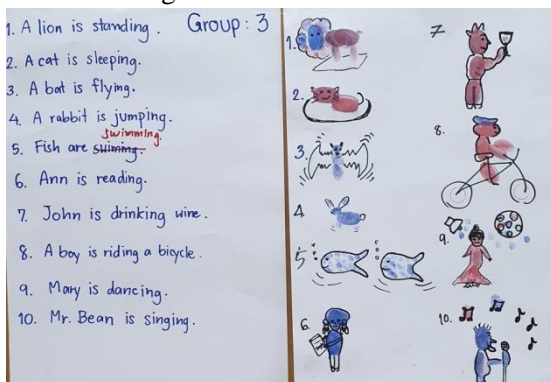 1. A lion is standing. Group : 3
2. A cat is sleeping.
3. A bat is flying.
4. A rabbit is jumping.
swimming.
5. Fish are swiming.
6. Ann is reading.
7. John is drinking wine.
8. A boy is riding a bicycle.
9. Mary is dancing.
10. Mr. Bean is singing.
1.
2.
3.
4
5
6.
7
8.
9.
10.